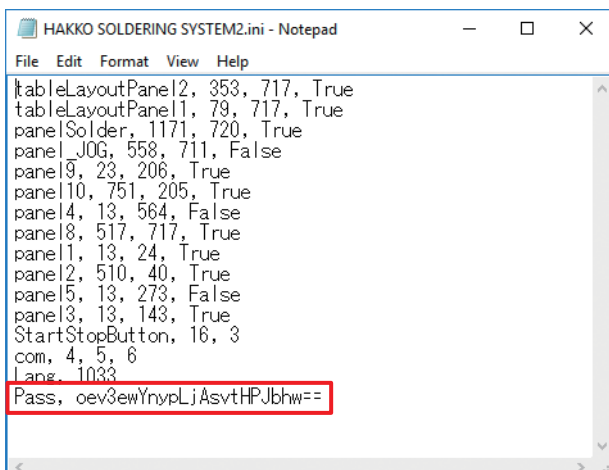 HAKKO SOLDERING SYSTEM2.ini - Notepad
File Edit Format View Help
tableLayoutPanel2, 353, 717, True
tableLayoutPanel1, 79, 717, True
panelSolder, 1171, 720, True
panel_JOG, 558, 711, False
panel9, 23, 206, True
panel10, 751, 205, True
panel4, 13, 564, False
panel8, 517, 717, True
panel1, 13, 24, True
panel2, 510, 40, True
panel5, 13, 273, False
panel3, 13, 143, True
StartStopButton, 16, 3
com, 4, 5, 6
Lang, 1033
Pass, oev3ewYnypLjAsvtHPJbhw==